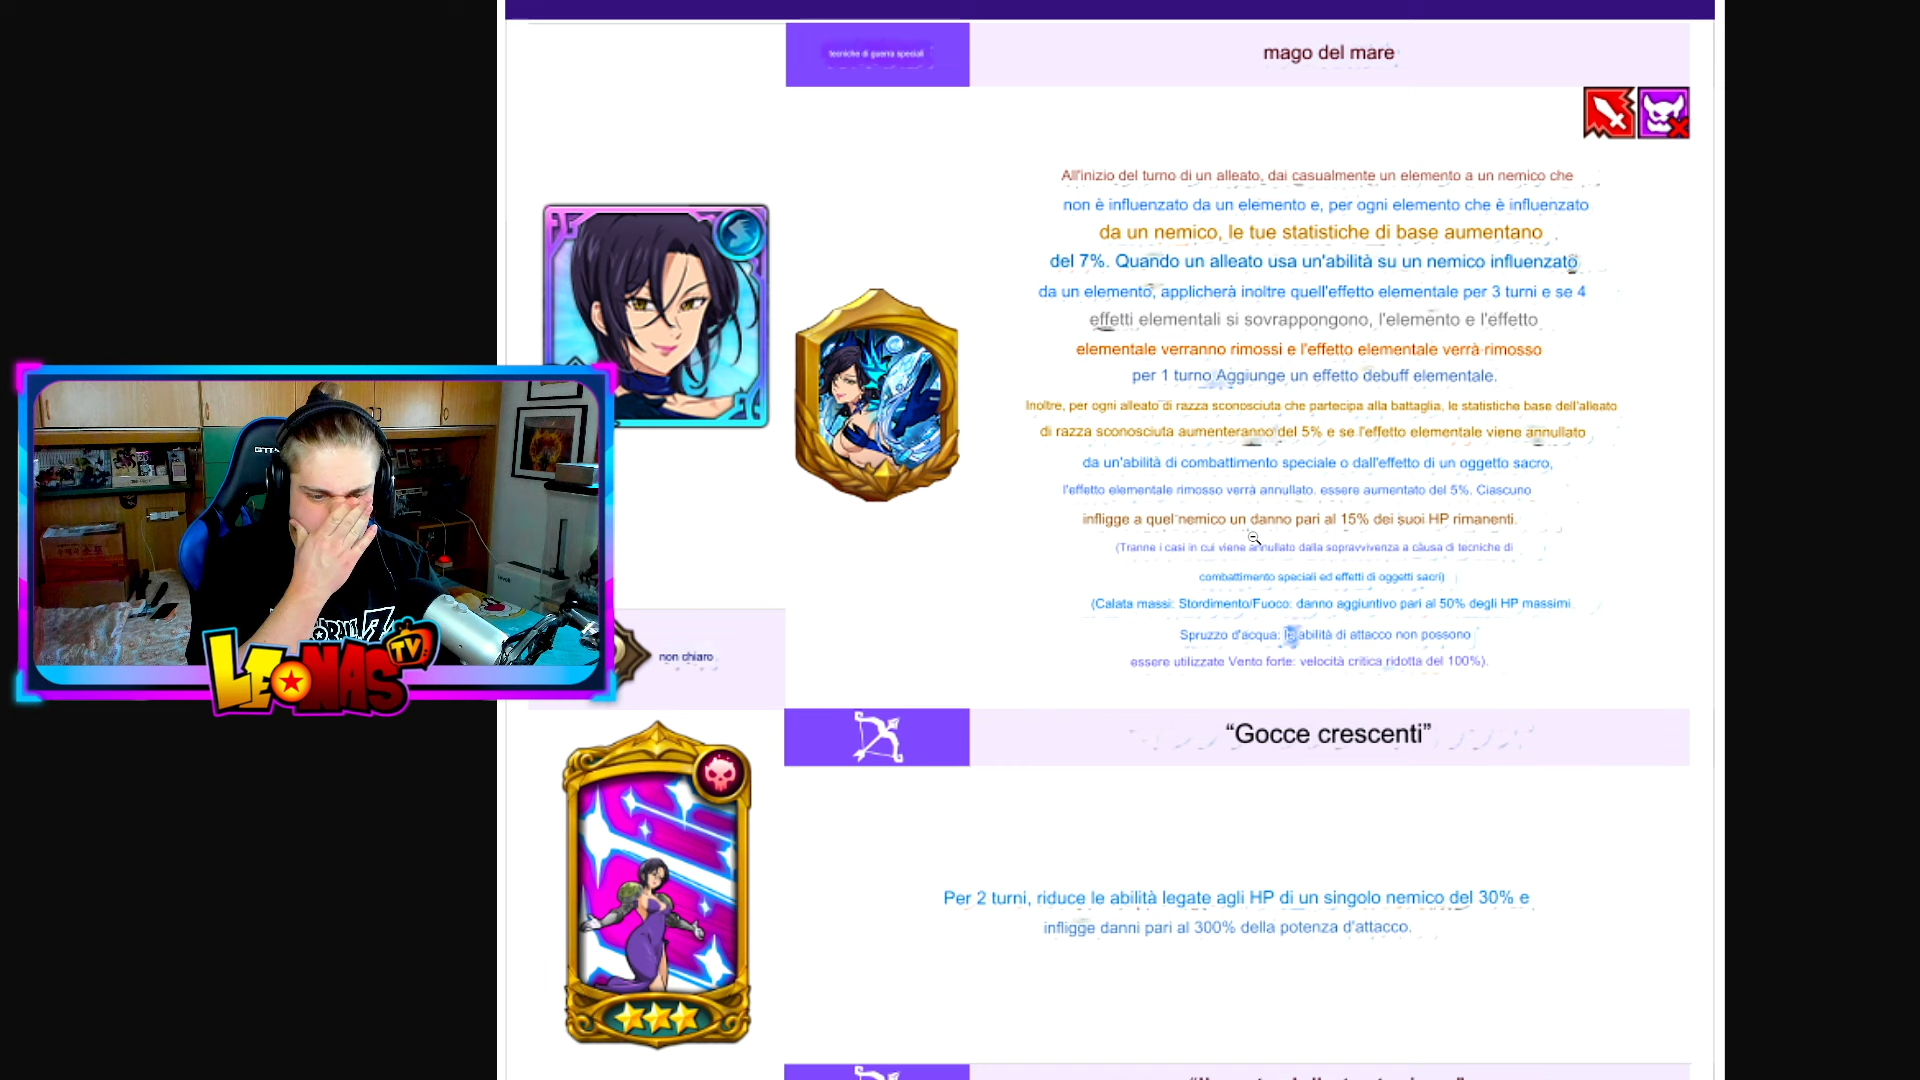 tecniche di guerra speciali
mago del mare
All'inizio del turno di un alleato, dai casualmente un elemento a un nemico che
non è influenzato da un elemento e, per ogni elemento che è influenzato
da un nemico, le tue statistiche di base aumentano
del 7%. Quando un alleato usa un'abilità su un nemico influenzato
da un elemento, applicherà inoltre quell'effetto elementale per 3 turni e se 4
effetti elementali si sovrappongono, l'elemento e l'effetto
elementale verranno rimossi e l'effetto elementale verrà rimosso
per 1 turno Aggiunge un effetto debuff elementale.
Inoltre, per ogni alleato di razza sconosciuta che partecipa alla battaglia, le statistiche base dell'alleato
di razza sconosciuta aumenteranno del 5% e se l'effetto elementale viene annullato
da un'abilità di combattimento speciale o dall'effetto di un oggetto sacro,
l'effetto elementale rimosso verrà annullato. essere aumentato del 5%. Ciascuno
infligge a quel nemico un danno pari al 15% dei suoi HP rimanenti.
(Tranne i casi in cui viene annullato dalla sopravvivenza a causa di tecniche di
combattimento speciali ed effetti di oggetti sacri)
(Calata massi: Stordimento/Fuoco: danno aggiuntivo pari al 50% degli HP massimi
Spruzzo d'acqua: le abilità di attacco non possono
essere utilizzate Vento forte: velocità critica ridotta del 100%).
LEONAS TV
non chiaro
“Gocce crescenti”
Per 2 turni, riduce le abilità legate agli HP di un singolo nemico del 30% e
infligge danni pari al 300% della potenza d'attacco.